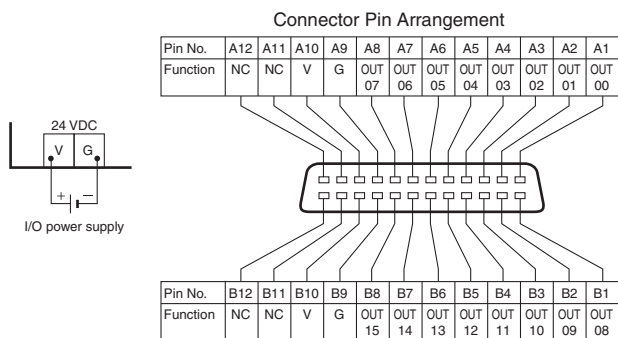 Connector Pin Arrangement
Pin No. A12 A11 A10 A9 A8 A7 A6 A5 A4 A3 A2 A1
Function NC NC V G OUT 07 OUT 06 OUT 05 OUT 04 OUT 03 OUT 02 OUT 01 OUT 00
24 VDC
V G
+ −
I/O power supply
Pin No. B12 B11 B10 B9 B8 B7 B6 B5 B4 B3 B2 B1
Function NC NC V G OUT 15 OUT 14 OUT 13 OUT 12 OUT 11 OUT 10 OUT 09 OUT 08